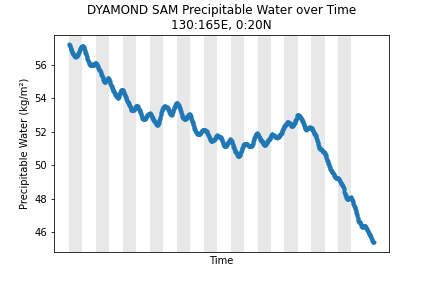 DYAMOND SAM Precipitable Water over Time
130:165E, 0:20N
Precipitable Water (kg/m²)
56
54
52
50
48
46
Time